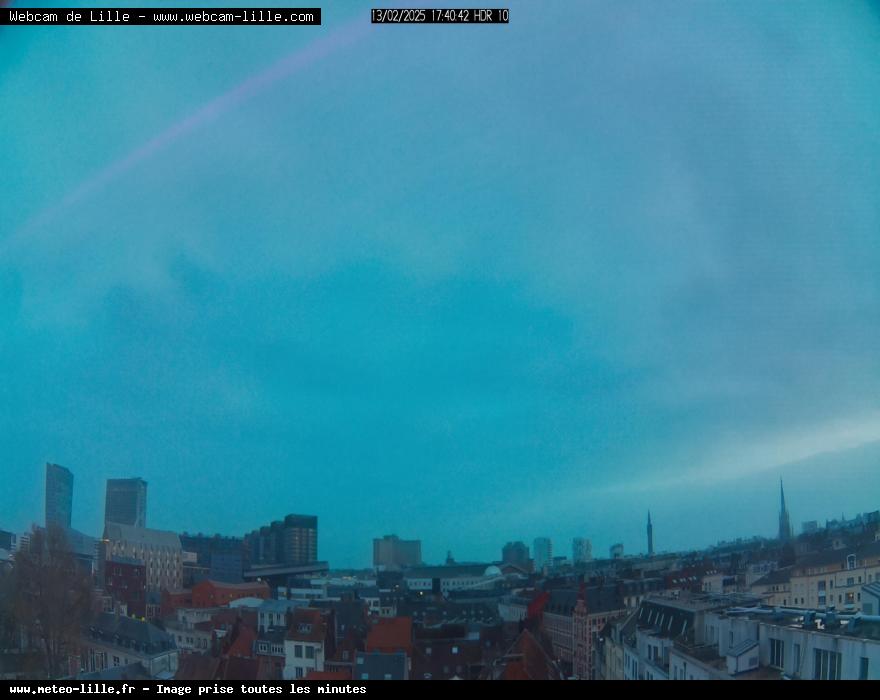 Webcam de Lille - www.webcam-lille.com
13/02/2025 17:40:42 HDR 10
www.meteo-lille.fr - Image prise toutes les minutes